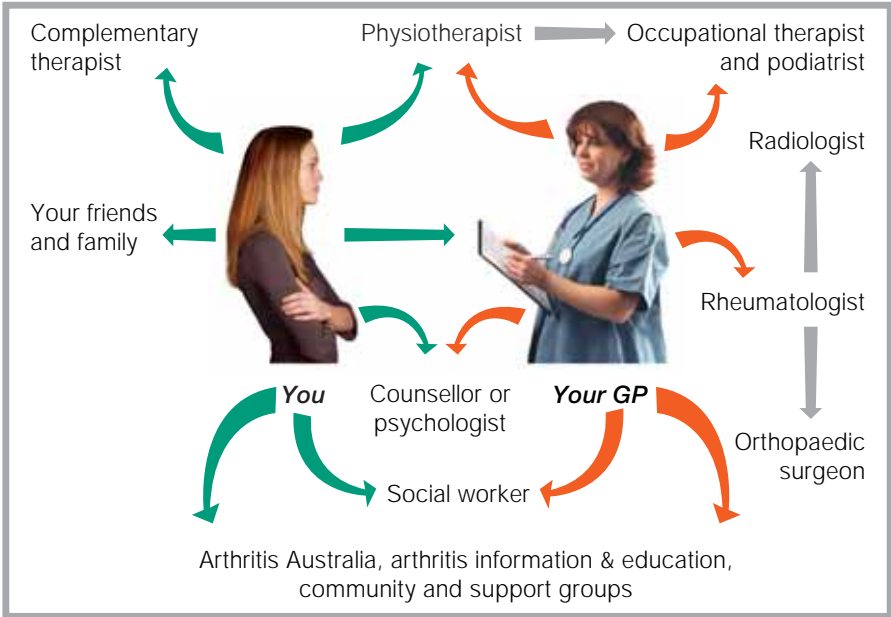 Complementary
therapist
Physiotherapist
Occupational therapist
and podiatrist
Radiologist
Your friends
and family
Rheumatologist
You
Counsellor or
psychologist
Your GP
Orthopaedic
surgeon
Social worker
Arthritis Australia, arthritis information & education,
community and support groups